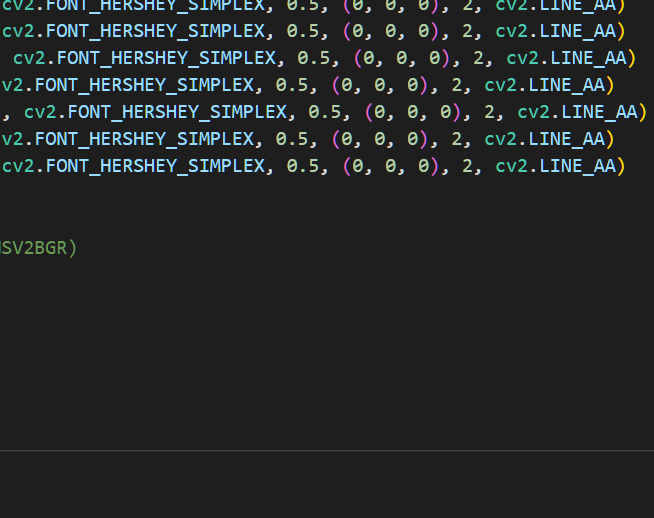 cv2.FONT_HERSHEY_SIMPLEX, 0.5, (0, 0, 0), 2, cv2.LINE_AA)
cv2.FONT_HERSHEY_SIMPLEX, 0.5, (0, 0, 0), 2, cv2.LINE_AA)
cv2.FONT_HERSHEY_SIMPLEX, 0.5, (0, 0, 0), 2, cv2.LINE_AA)
v2.FONT_HERSHEY_SIMPLEX, 0.5, (0, 0, 0), 2, cv2.LINE_AA)
, cv2.FONT_HERSHEY_SIMPLEX, 0.5, (0, 0, 0), 2, cv2.LINE_AA)
v2.FONT_HERSHEY_SIMPLEX, 0.5, (0, 0, 0), 2, cv2.LINE_AA)
cv2.FONT_HERSHEY_SIMPLEX, 0.5, (0, 0, 0), 2, cv2.LINE_AA)
HSV2BGR)